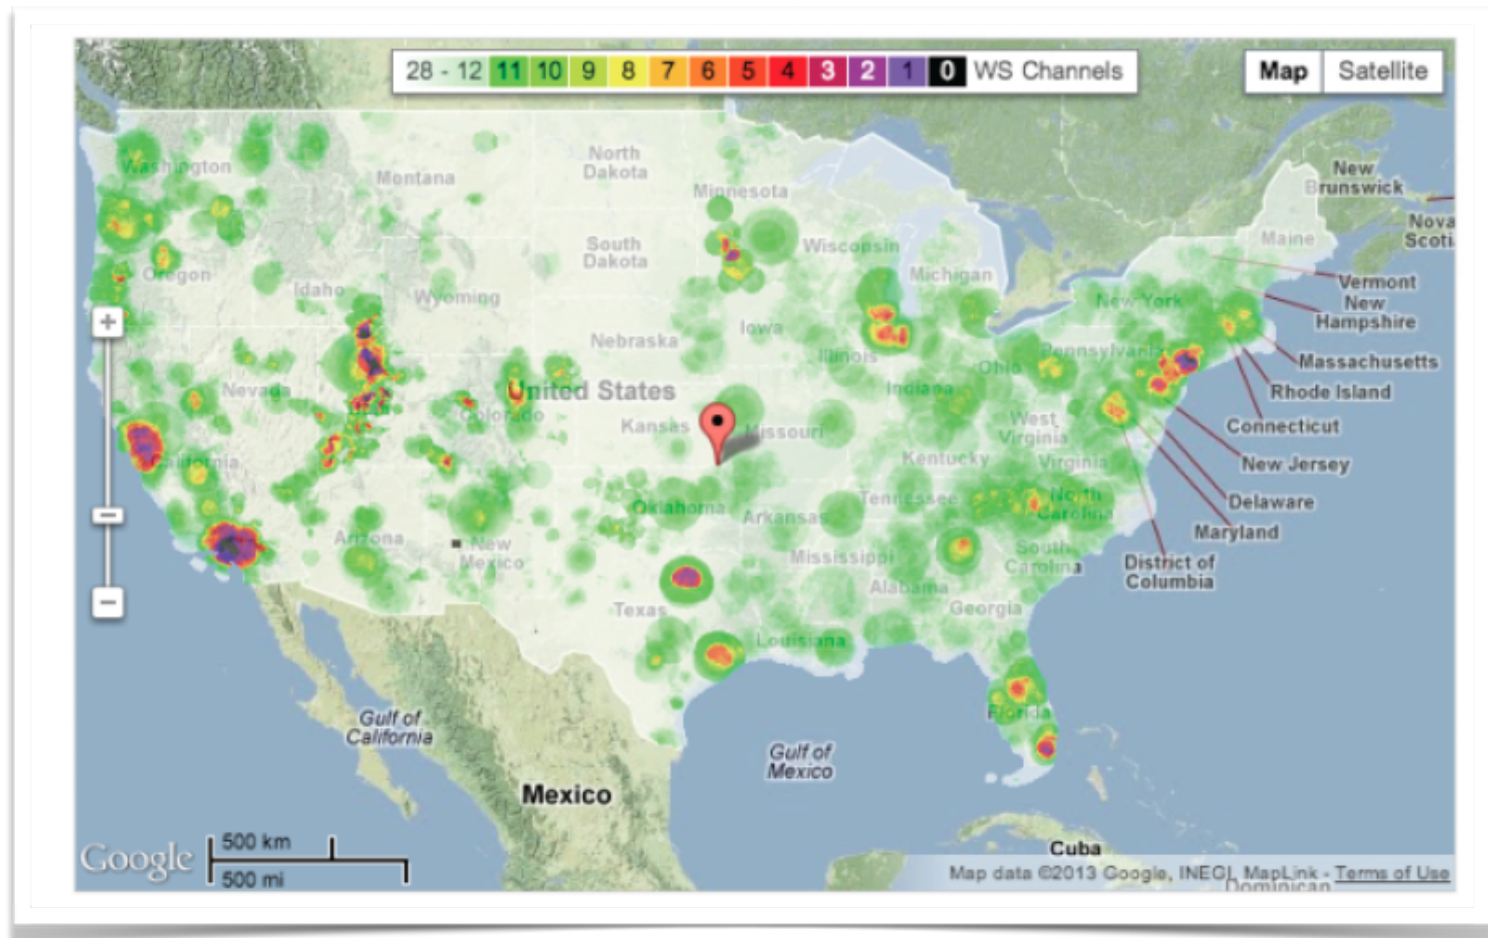 28 - 12 11 10 9 8 7 6 5 4 3 2 1 0 WS Channels
Map Satellite
Washington
Montana
North
Dakota
Minnesota
New
Brunswick
Nova
Scoti
Maine
Oregon
Idaho
Wyoming
South
Dakota
Wisconsin
Michigan
Vermont
New
Hampshire
New York
Massachusetts
Rhode Island
Connecticut
New Jersey
Delaware
Maryland
District of
Columbia
Nebraska
Iowa
Illinois
Indiana
Ohio
Pennsylvania
Nevada
Utah
Colorado
United States
Kansas
Missouri
West
Virginia
Virginia
Kentucky
California
Arizona
New
Mexico
Oklahoma
Arkansas
Tennessee
North
Carolina
South
Carolina
Mississippi
Alabama
Georgia
Texas
Louisiana
Florida
Gulf of
California
Gulf of
Mexico
Mexico
Cuba
Google
500 km
500 mi
Map data ©2013 Google, INEGI, MapLink - Terms of Use
Dominican